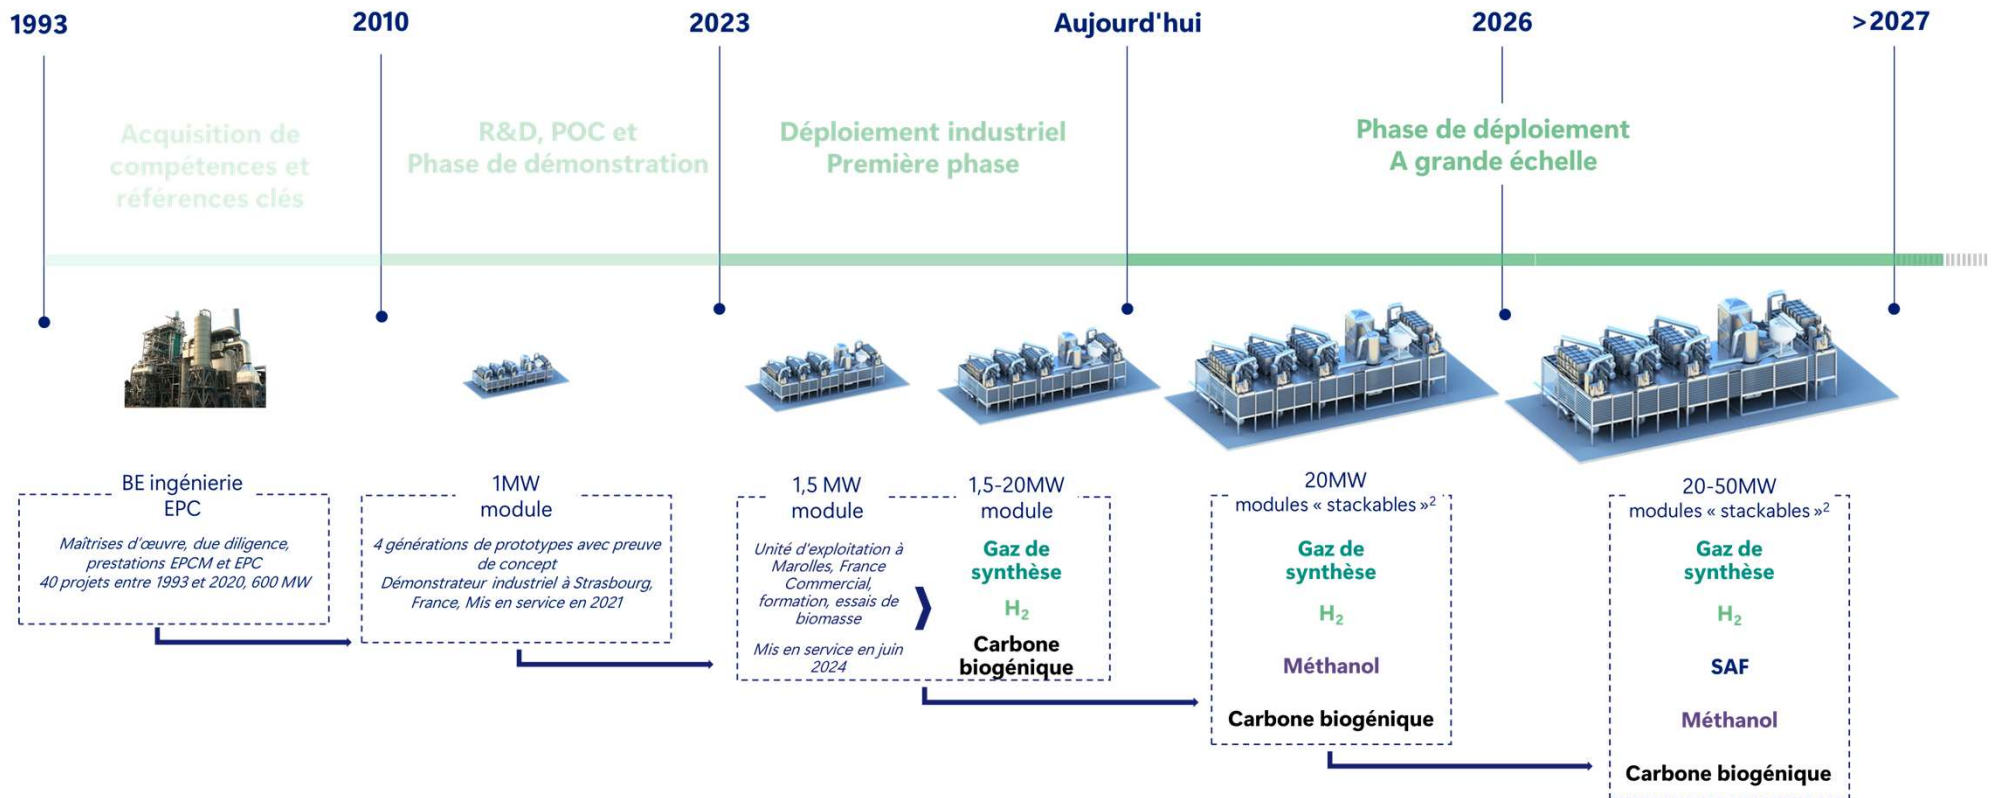 1993
2010
2023
Aujourd'hui
2026
>2027
Acquisition de
compétences et
références clés
R&D, POC et
Phase de démonstration
Déploiement industriel
Première phase
Phase de déploiement
A grande échelle
BE ingénierie
EPC
Maîtrises d'œuvre, due diligence,
prestations EPCM et EPC
40 projets entre 1993 et 2020, 600 MW
1MW
module
4 générations de prototypes avec preuve
de concept
Démonstrateur industriel à Strasbourg,
France, Mis en service en 2021
1,5 MW
module
Unité d'exploitation à
Marolles, France
Commercial,
formation, essais de
biomasse
Mis en service en juin
2024
1,5-20MW
module
Gaz de
synthèse
H₂
Carbone
biogénique
20MW
modules « stackables »²
Gaz de
synthèse
H₂
Méthanol
Carbone biogénique
20-50MW
modules « stackables »²
Gaz de
synthèse
H₂
SAF
Méthanol
Carbone biogénique